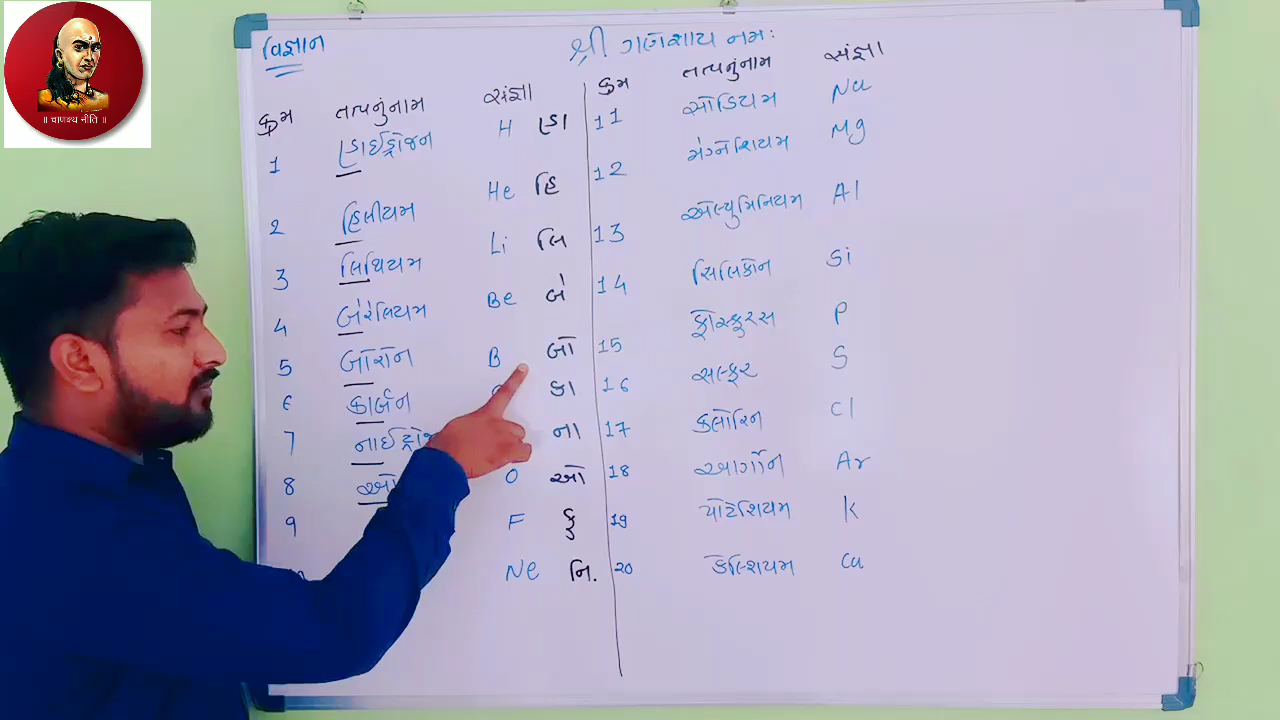 ॥ चाणक्य नीति ॥
વિજ્ઞાન
શ્રી ગણેશાય નમઃ
ક્રમ તત્વનુંનામ સંજ્ઞા
1 હાઈડ્રોજન H હા
2 હિલીયમ He હિ
3 લિથિયમ Li લિ
4 બેરેલિયમ Be બે
5 બોરોન B બો
6 કાર્બન કા
7 ના
8 O ઓ
9 F ફ્લ
Ne નિ.
ક્રમ તત્વનુંનામ સંજ્ઞા
11 સોડિયમ Na
12 મેગ્નેશિયમ Mg
13 એલ્યુમિનિયમ Al
14 સિલિકોન Si
15 ફોસ્ફરસ P
16 સલ્ફર S
17 ક્લોરિન Cl
18 આર્ગોન Ar
19 પોટેશિયમ K
20 કેલ્શિયમ Ca